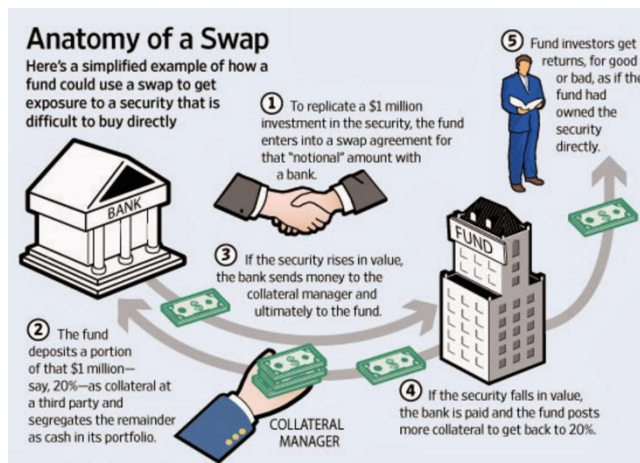 Anatomy of a Swap
Here's a simplified example of how a
fund could use a swap to get
exposure to a security that is
difficult to buy directly
① To replicate a $1 million
investment in the security, the fund
enters into a swap agreement for
that "notional" amount with
a bank.
BANK
② The fund
deposits a portion
of that $1 million—
say, 20%—as collateral at
a third party and
segregates the remainder
as cash in its portfolio.
③ If the security rises in value,
the bank sends money to the
collateral manager and
ultimately to the fund.
COLLATERAL
MANAGER
FUND
④ If the security falls in value,
the bank is paid and the fund posts
more collateral to get back to 20%.
⑤ Fund investors get
returns, for good
or bad, as if the
fund had
owned the
security
directly.